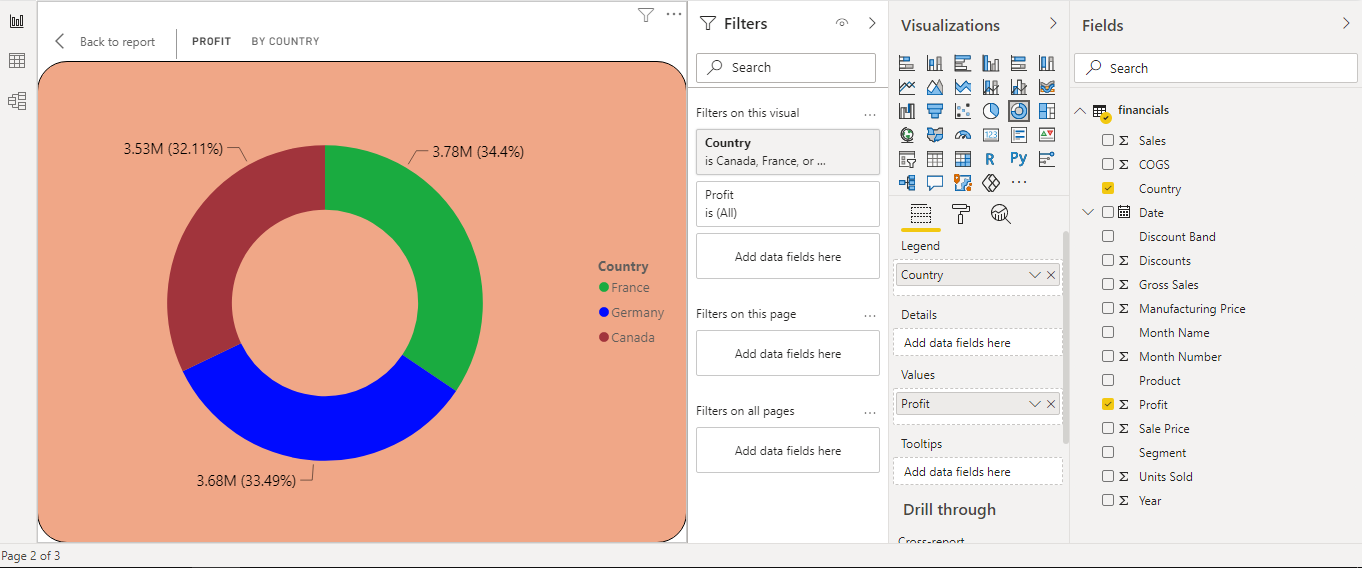 Back to report
PROFIT
BY COUNTRY
3.53M (32.11%)
3.78M (34.4%)
3.68M (33.49%)
Country
France
Germany
Canada
Filters
Search
Filters on this visual
...
Country
is Canada, France, or ...
Profit
is (All)
Add data fields here
Filters on this page
...
Add data fields here
Filters on all pages
...
Add data fields here
Visualizations
123
R
Py
...
Legend
Country
Details
Add data fields here
Values
Profit
Tooltips
Add data fields here
Drill through
Cross-report
Fields
Search
financials
Σ Sales
Σ COGS
Country
Date
Discount Band
Σ Discounts
Σ Gross Sales
Σ Manufacturing Price
Month Name
Σ Month Number
Product
Σ Profit
Σ Sale Price
Segment
Σ Units Sold
Σ Year
Page 2 of 3